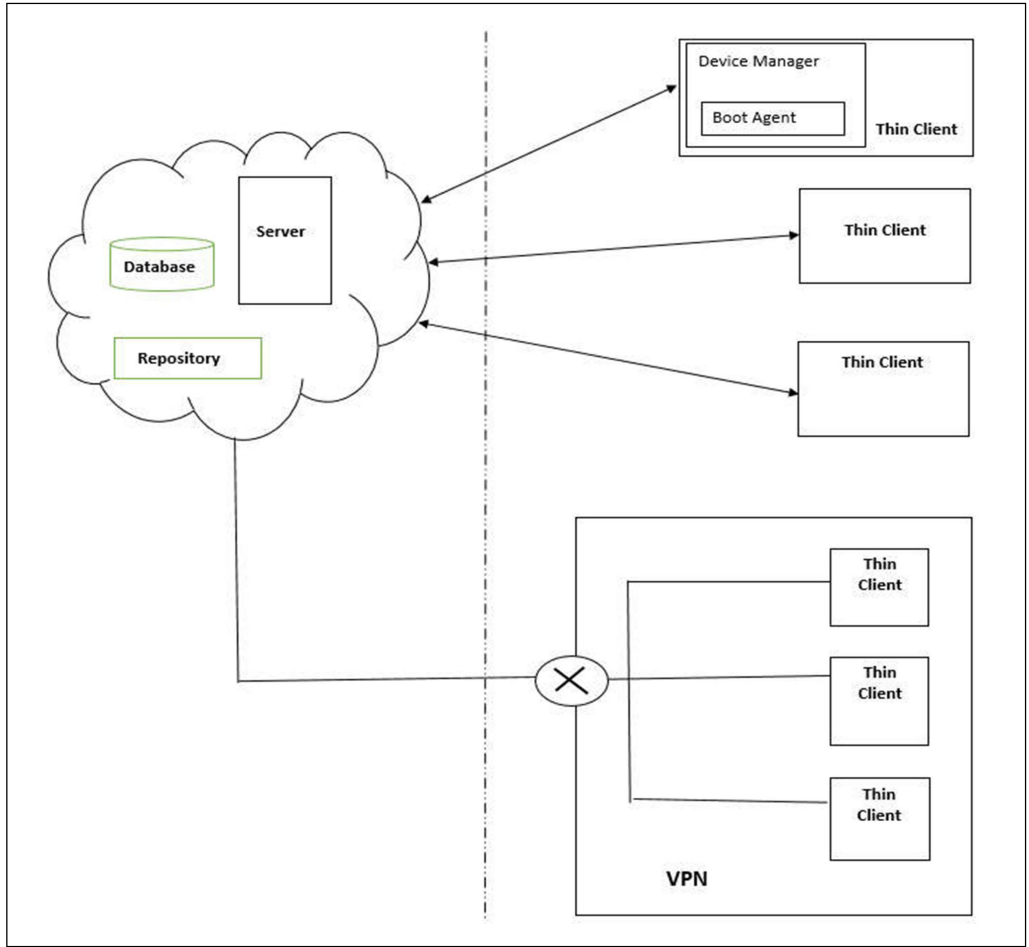 Device Manager
Boot Agent
Thin Client
Server
Database
Repository
Thin Client
Thin Client
Thin
Client
Thin
Client
Thin
Client
VPN